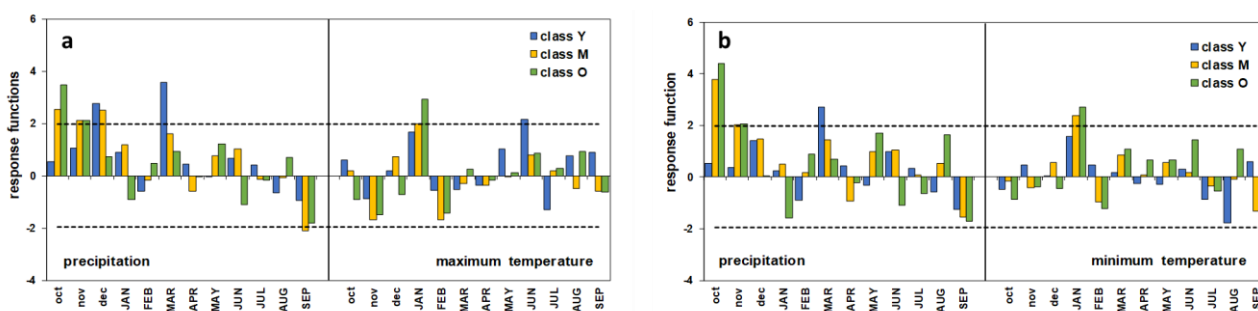 a
class Y
class M
class O
response functions
6
4
2
0
-2
-4
precipitation
maximum temperature
oct nov dec JAN FEB MAR APR MAY JUN JUL AUG SEP oct nov dec JAN FEB MAR APR MAY JUN JUL AUG SEP
b
class Y
class M
class O
response function
6
4
2
0
-2
-4
precipitation
minimum temperature
oct nov dec JAN FEB MAR APR MAY JUN JUL AUG SEP oct nov dec JAN FEB MAR APR MAY JUN JUL AUG SEP